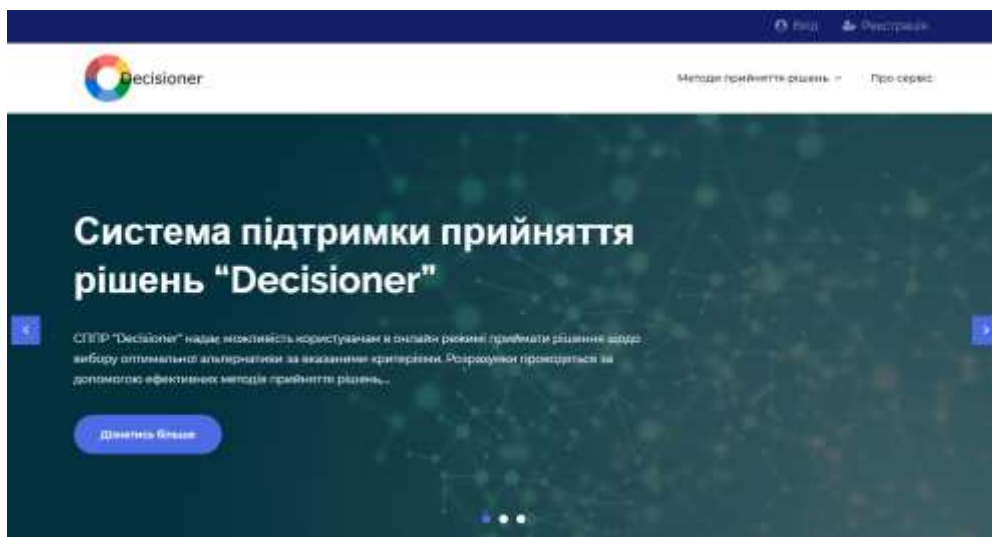 Вхід Реєстрація
Decisioner
Методи прийняття рішень Про сервіс
Система підтримки прийняття
рішень “Decisioner”
СППР “Decisioner” надає можливість користувачам в онлайн режимі приймати рішення щодо
вибору оптимальної альтернативи за вказаними критеріями. Розрахунки проводяться за
допомогою ефективних методів прийняття рішень,...
Дізнатись більше